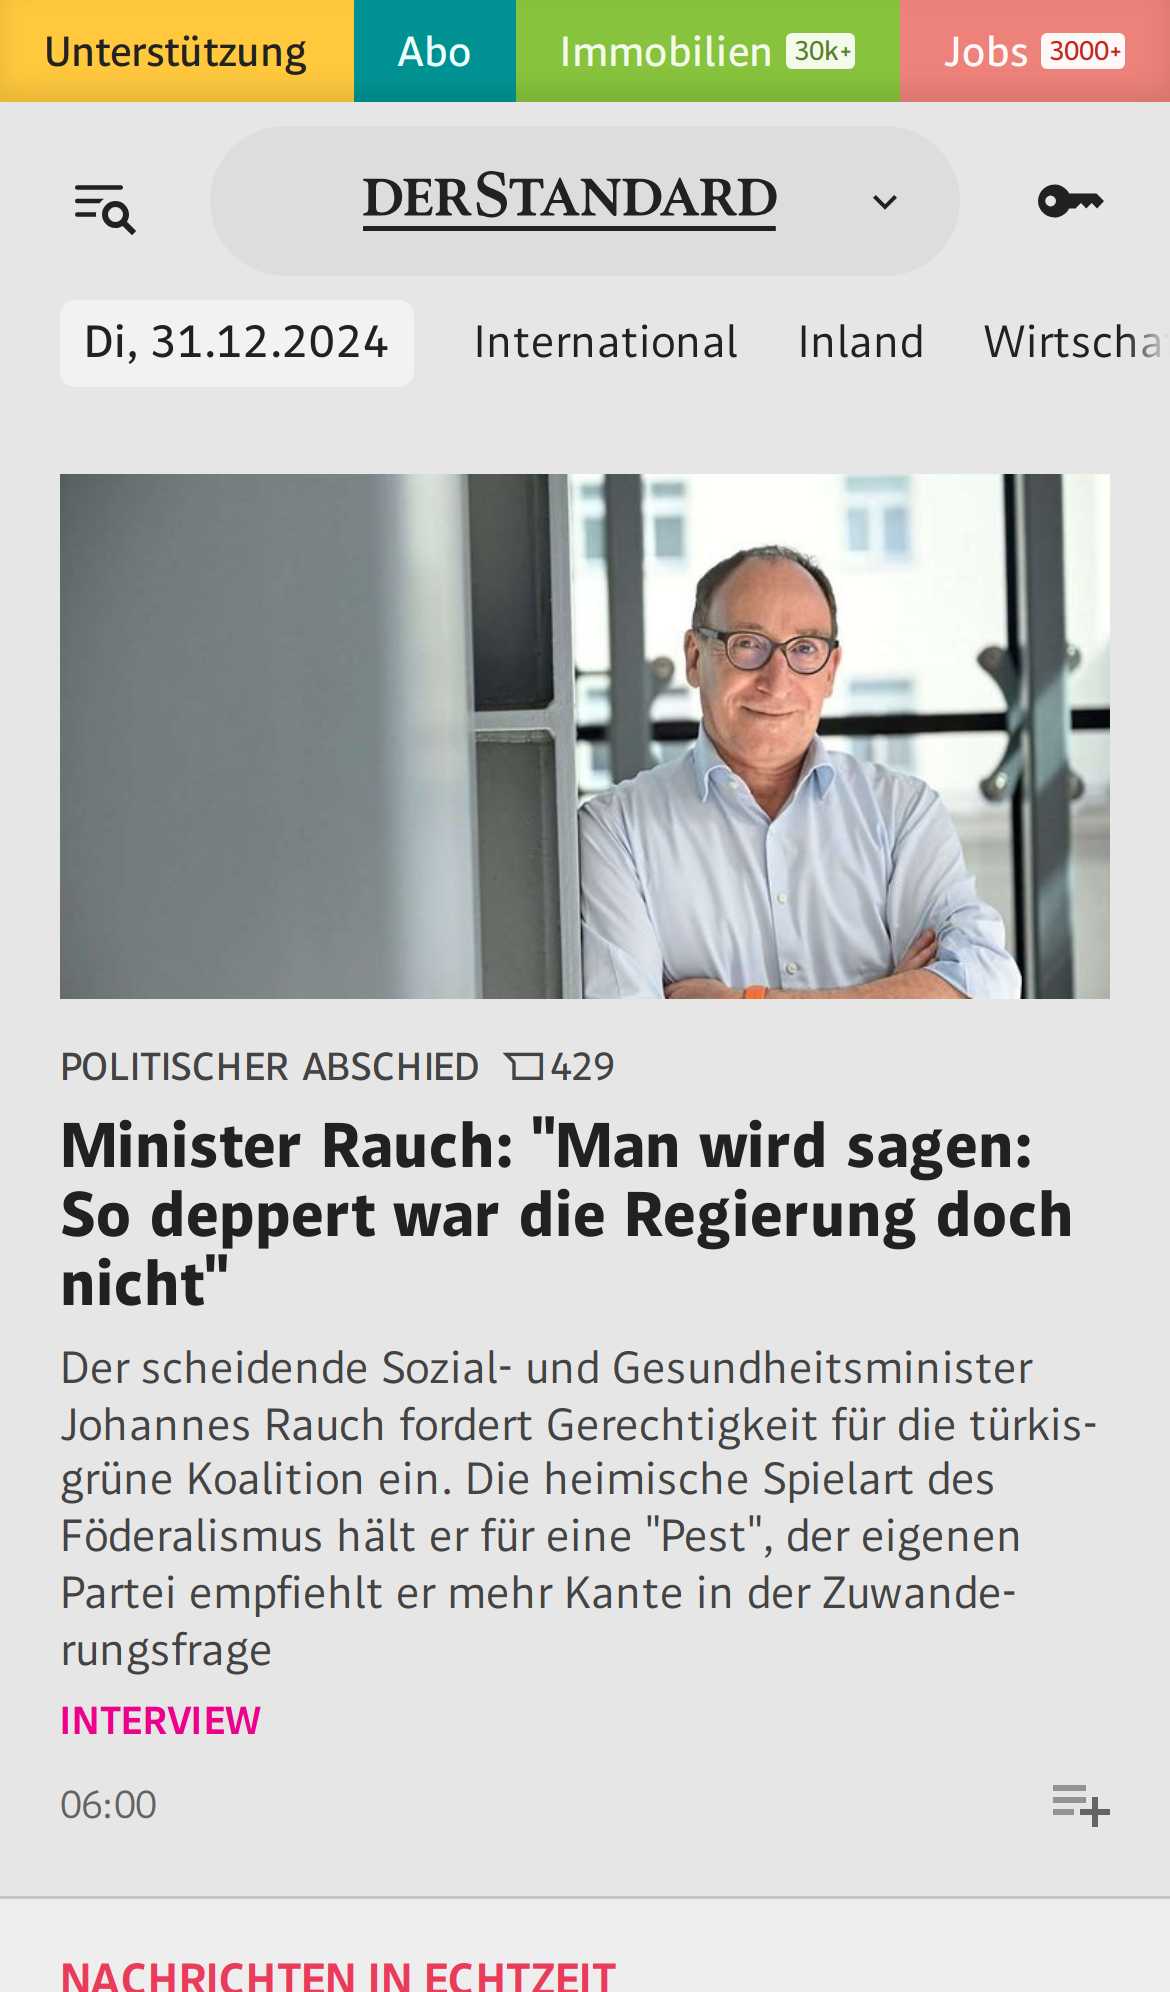 Unterstützung Abo Immobilien 30k+ Jobs 3000+
DERSTANDARD
Di, 31.12.2024 International Inland Wirtscha
POLITISCHER ABSCHIED 429
Minister Rauch: "Man wird sagen:
So deppert war die Regierung doch
nicht"
Der scheidende Sozial- und Gesundheitsminister
Johannes Rauch fordert Gerechtigkeit für die türkis-
grüne Koalition ein. Die heimische Spielart des
Föderalismus hält er für eine "Pest", der eigenen
Partei empfiehlt er mehr Kante in der Zuwande-
rungsfrage
INTERVIEW
06:00
NACHRICHTEN IN ECHTZEIT